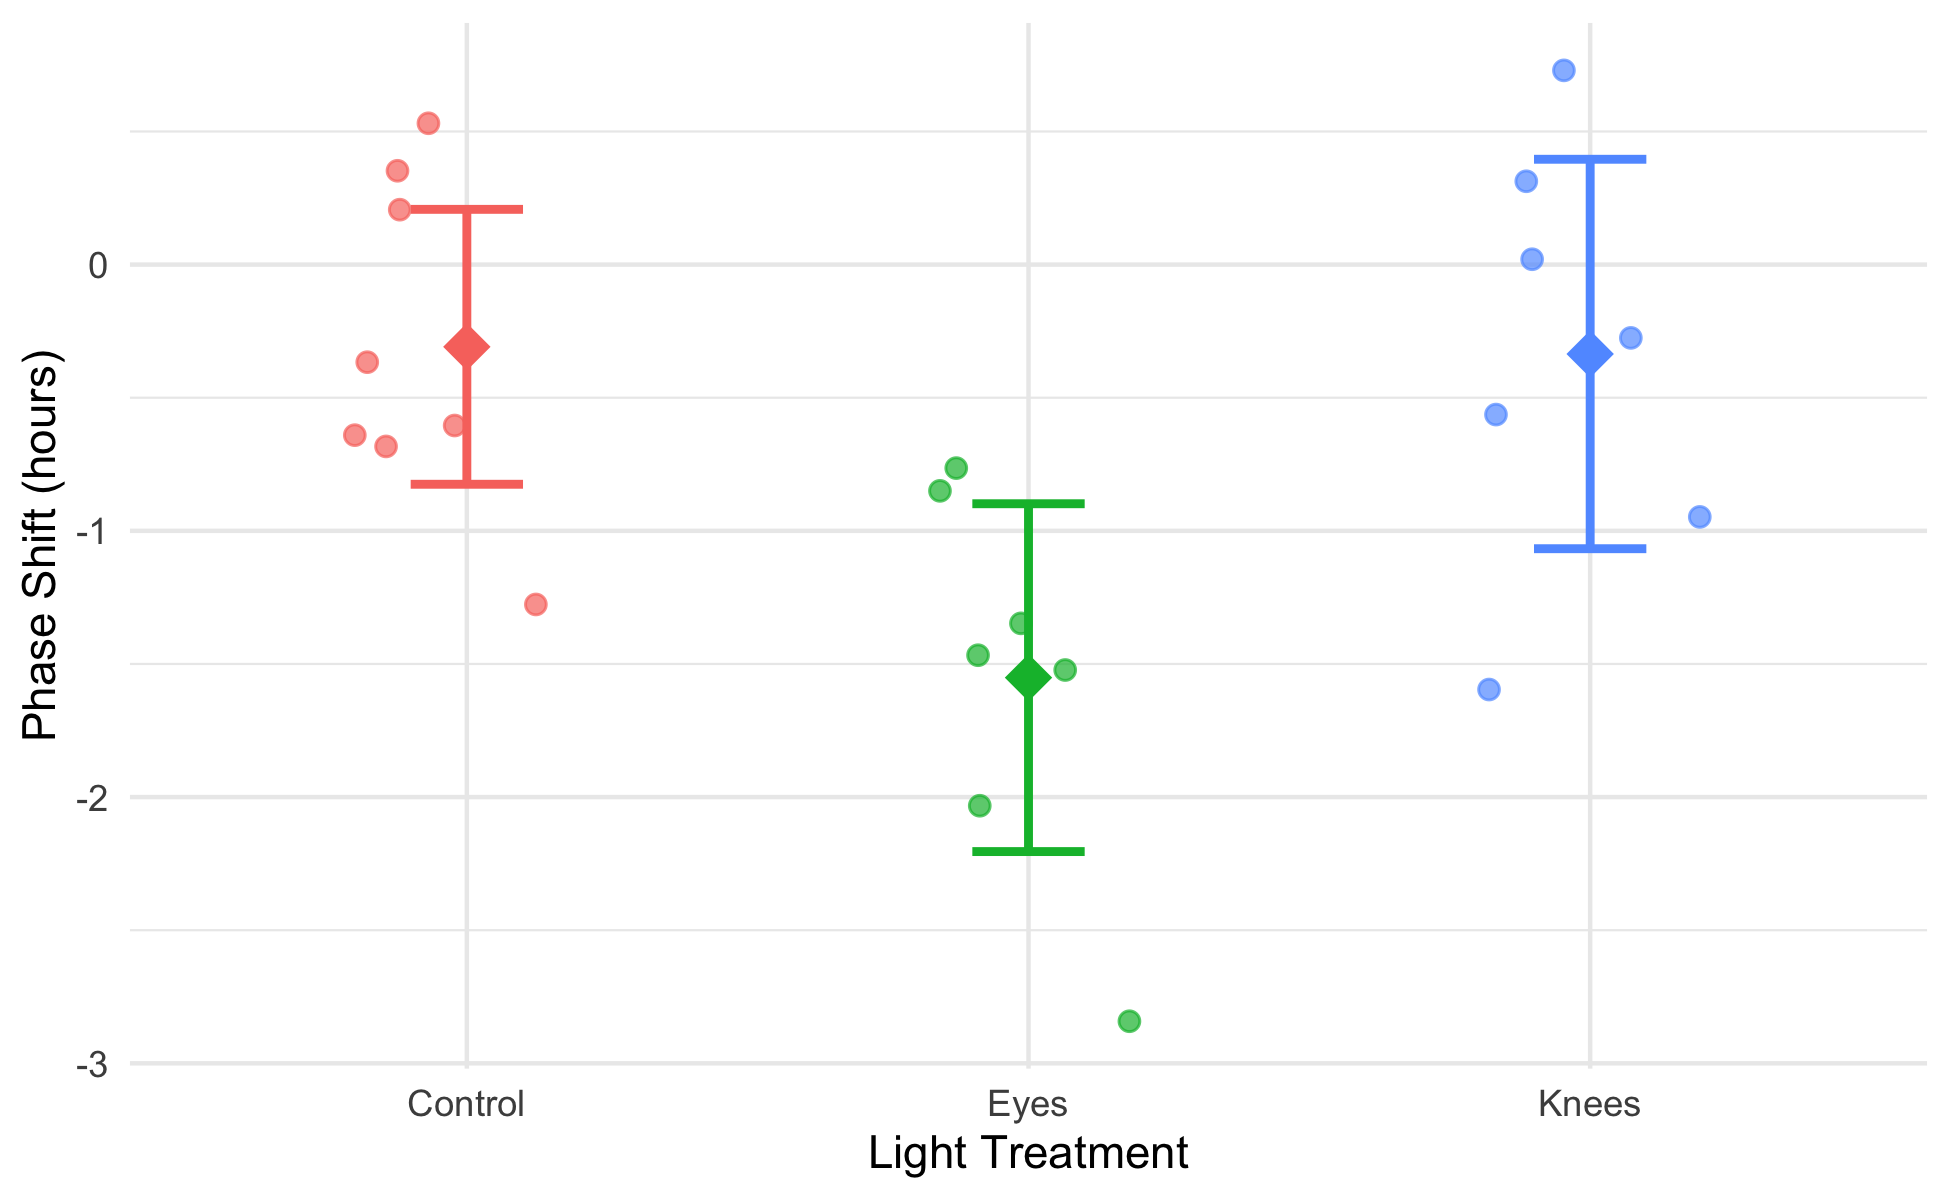 Phase Shift (hours)
0
-1
-2
-3
Control
Eyes
Knees
Light Treatment